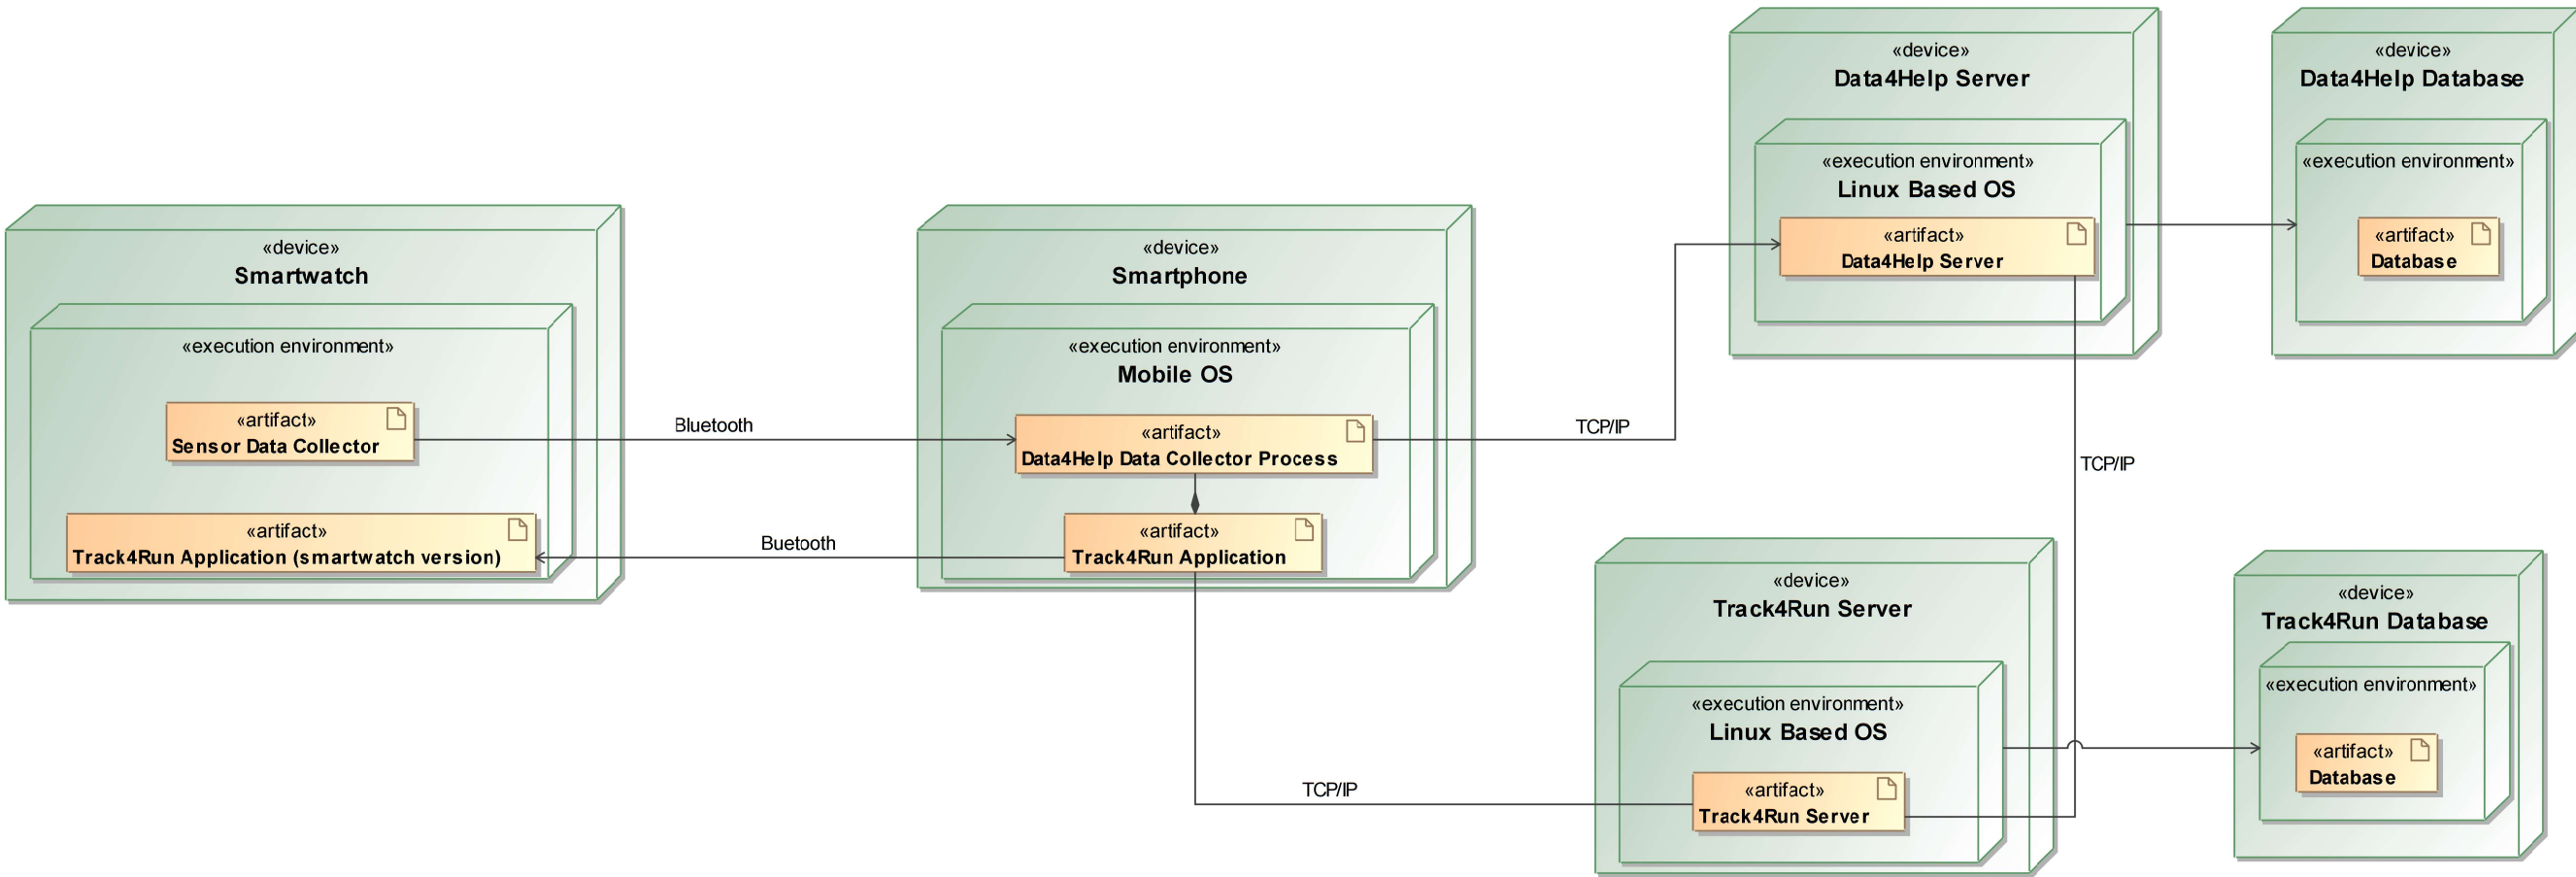 «device»
Smartwatch
«execution environment»
«artifact»
Sensor Data Collector
«artifact»
Track4Run Application (smartwatch version)
Bluetooth
Buetooth
«device»
Smartphone
«execution environment»
Mobile OS
«artifact»
Data4Help Data Collector Process
«artifact»
Track4Run Application
TCP/IP
TCP/IP
«device»
Data4Help Server
«execution environment»
Linux Based OS
«artifact»
Data4Help Server
TCP/IP
«device»
Data4Help Database
«execution environment»
«artifact»
Database
«device»
Track4Run Server
«execution environment»
Linux Based OS
«artifact»
Track4Run Server
«device»
Track4Run Database
«execution environment»
«artifact»
Database